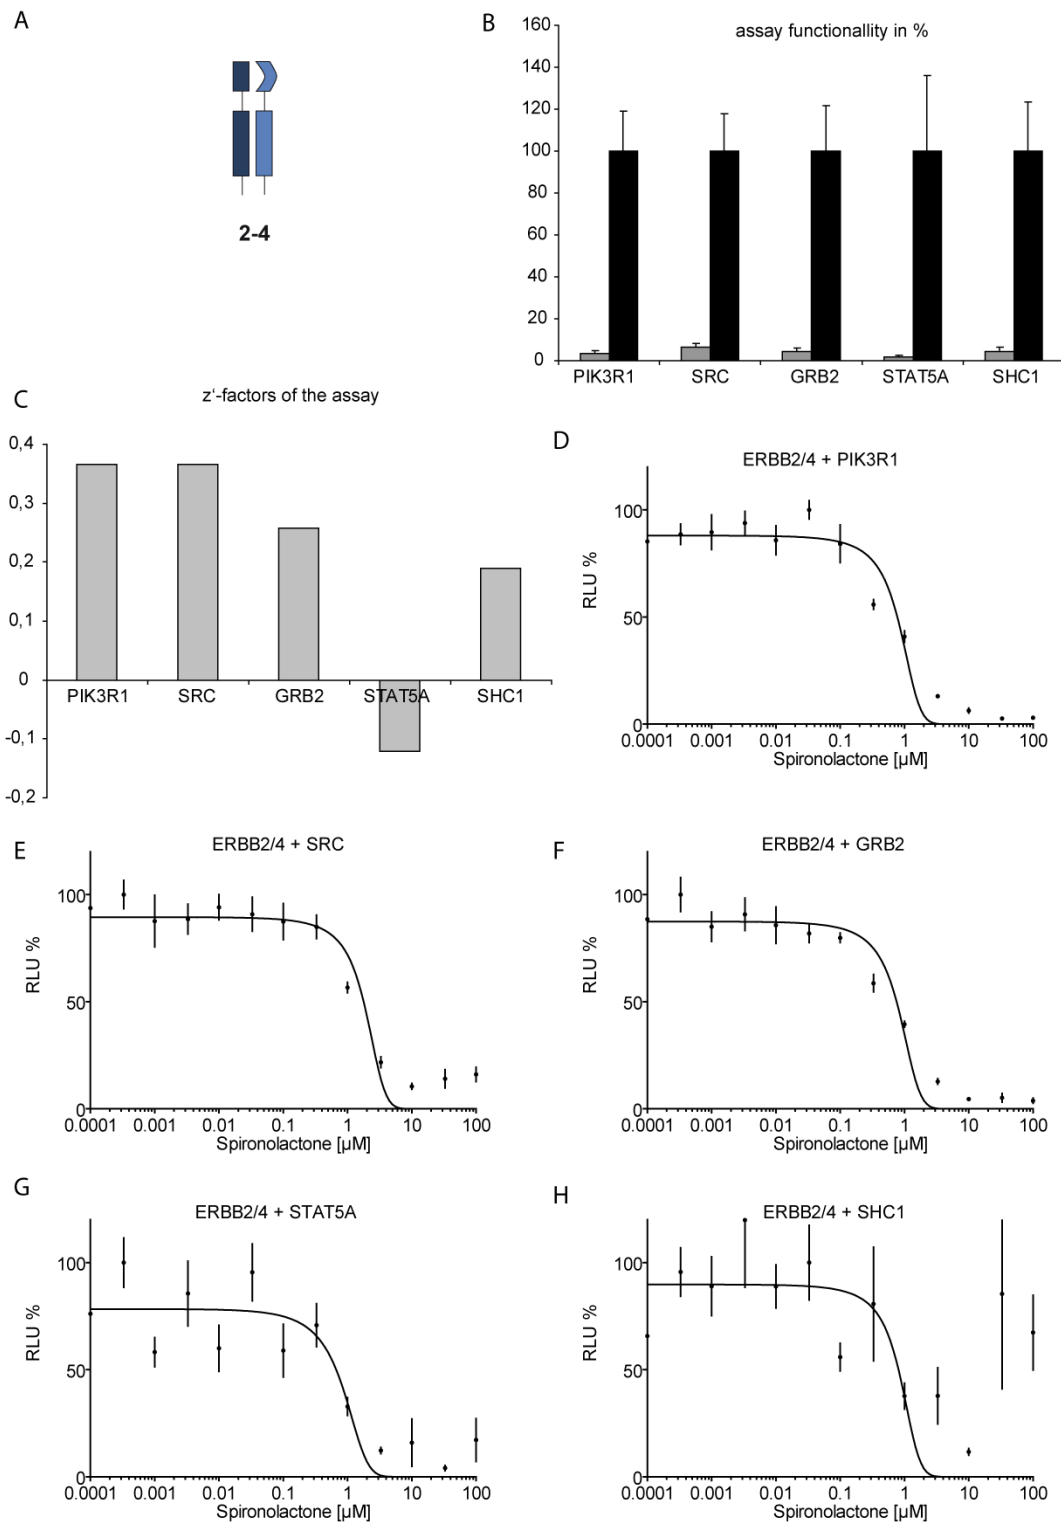 A
2-4
B
assay functionallity in %
160
140
120
100
80
60
40
20
0
PIK3R1 SRC GRB2 STAT5A SHC1
C
z'-factors of the assay
0,4
0,3
0,2
0,1
0
-0,1
-0,2
PIK3R1 SRC GRB2 STAT5A SHC1
D
ERBB2/4 + PIK3R1
RLU %
100
50
0
0.0001 0.001 0.01 0.1 1 10 100
Spironolactone [µM]
E
ERBB2/4 + SRC
RLU %
100
50
0
0.0001 0.001 0.01 0.1 1 10 100
Spironolactone [µM]
F
ERBB2/4 + GRB2
RLU %
100
50
0
0.0001 0.001 0.01 0.1 1 10 100
Spironolactone [µM]
G
ERBB2/4 + STAT5A
RLU %
100
50
0
0.0001 0.001 0.01 0.1 1 10 100
Spironolactone [µM]
H
ERBB2/4 + SHC1
RLU %
100
50
0
0.0001 0.001 0.01 0.1 1 10 100
Spironolactone [µM]